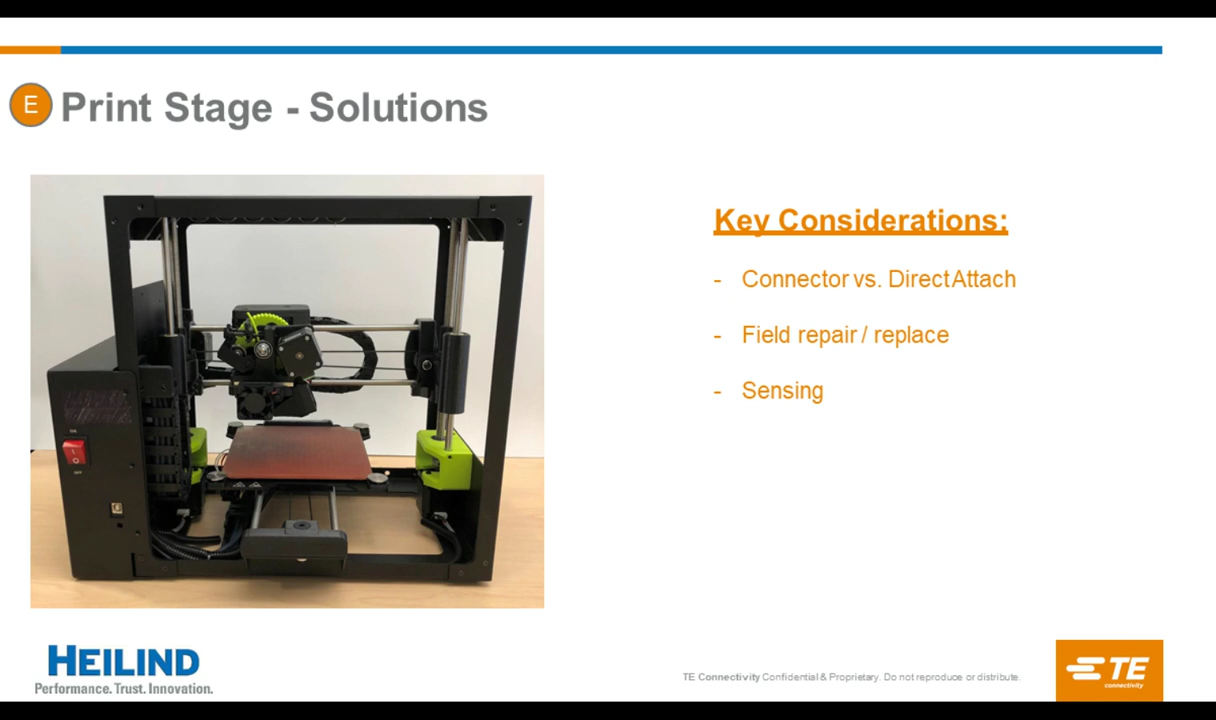 E
Print Stage - Solutions
Key Considerations:
- Connector vs. Direct Attach
- Field repair / replace
- Sensing
HEILIND
Performance. Trust. Innovation.
TE Connectivity Confidential & Proprietary. Do not reproduce or distribute.
TE
connectivity